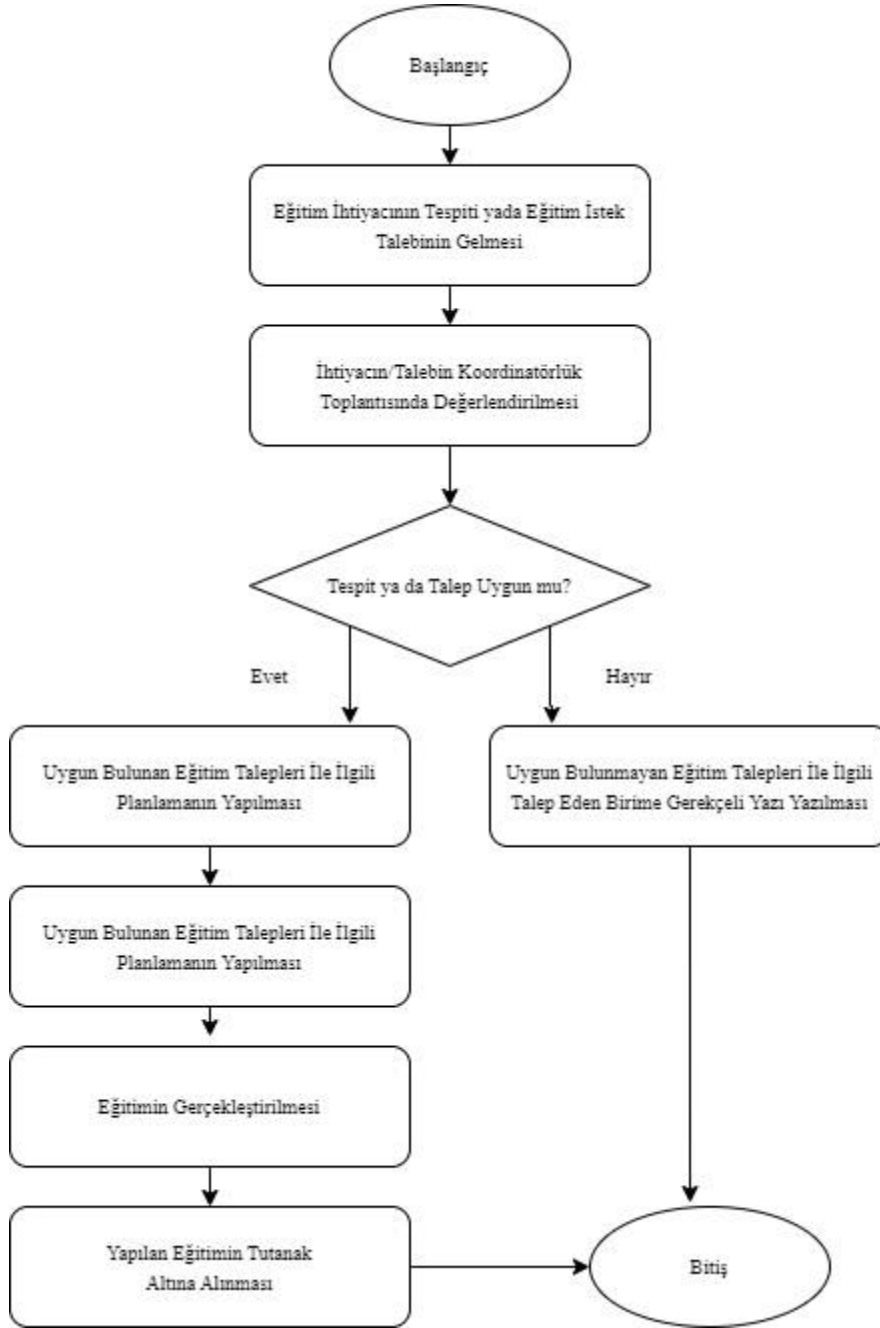 Başlangıç
Eğitim İhtiyacının Tespiti yada Eğitim İstek
Talebinin Gelmesi
İhtiyacın/Talebin Koordinatörlük
Toplantısında Değerlendirilmesi
Tespit ya da Talep Uygun mu?
Evet
Hayır
Uygun Bulunan Eğitim Talepleri İle İlgili
Planlamanın Yapılması
Uygun Bulunmayan Eğitim Talepleri İle İlgili
Talep Eden Birime Gerekçeli Yazı Yazılması
Uygun Bulunan Eğitim Talepleri İle İlgili
Planlamanın Yapılması
Eğitimin Gerçekleştirilmesi
Yapılan Eğitimin Tutanak
Altına Alınması
Bitiş